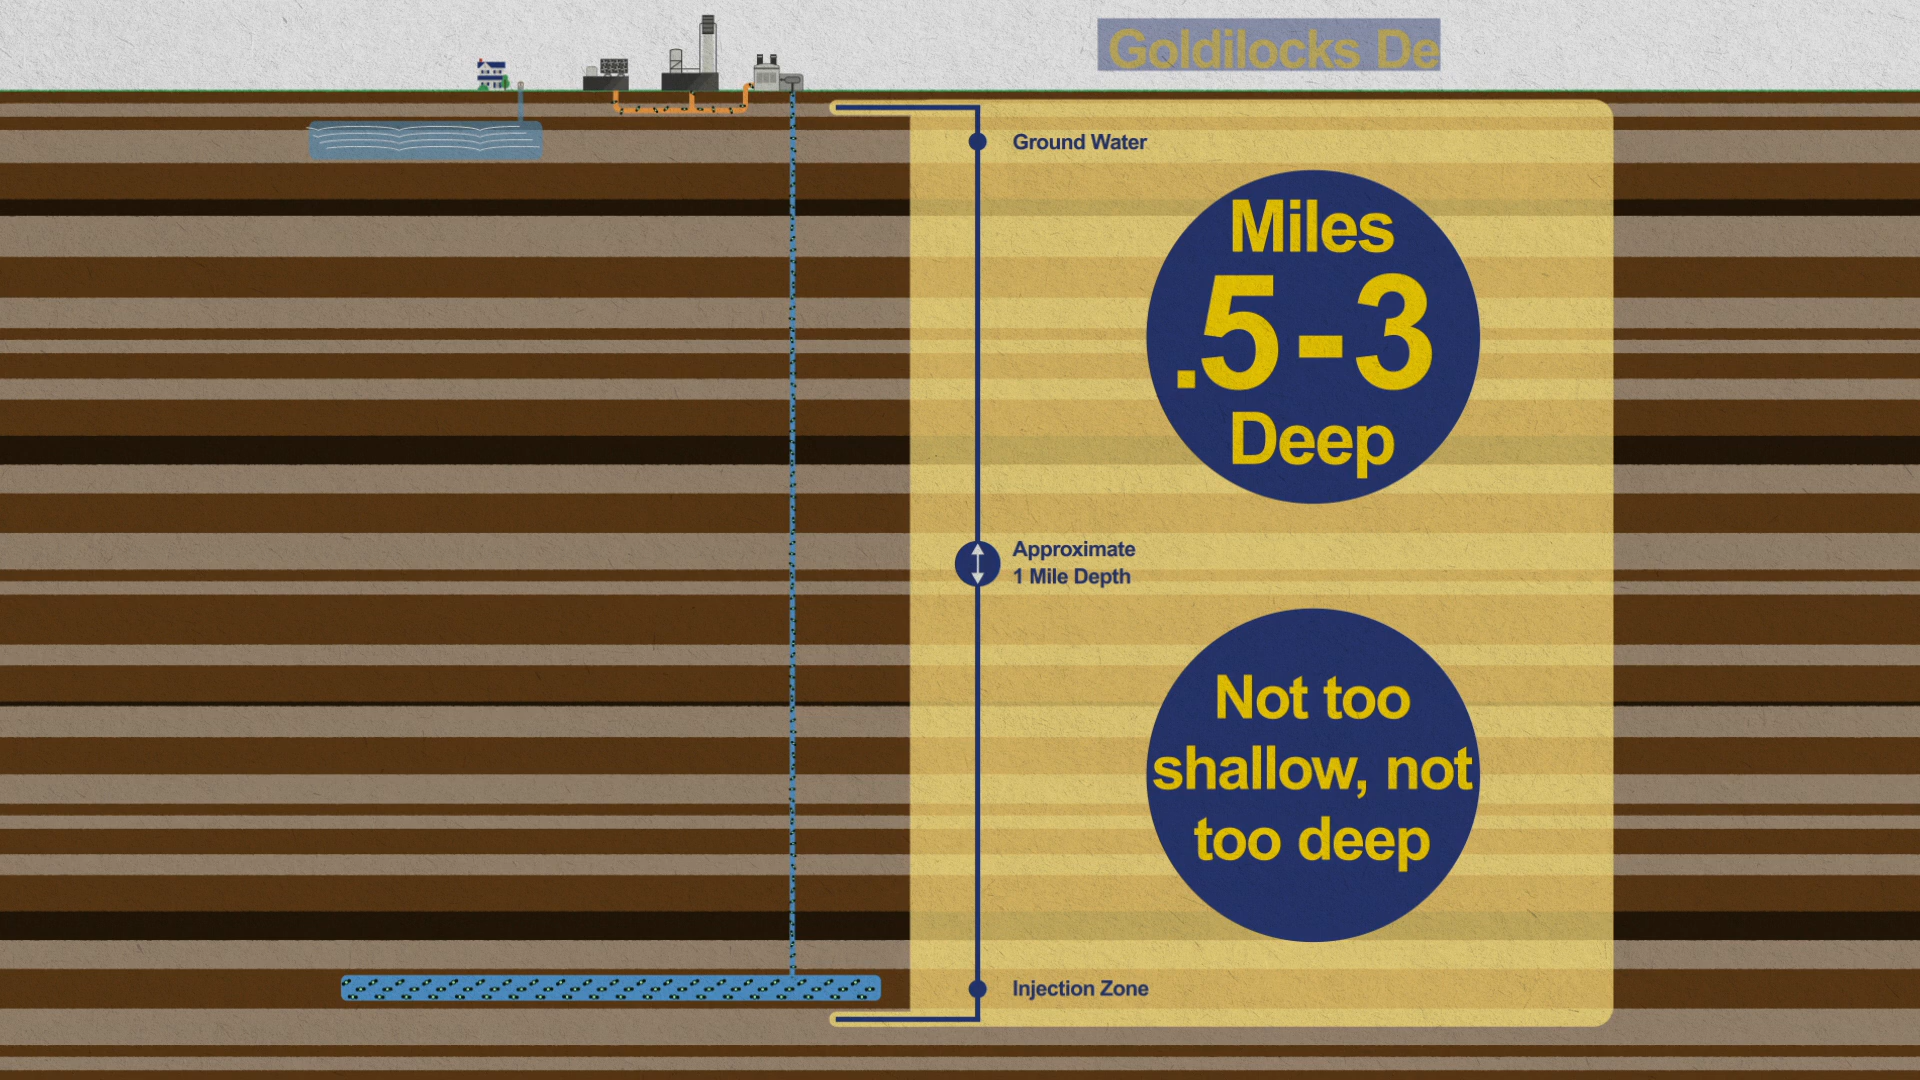 Goldilocks De
Ground Water
Miles
.5-3
Deep
Approximate
1 Mile Depth
Not too
shallow, not
too deep
Injection Zone